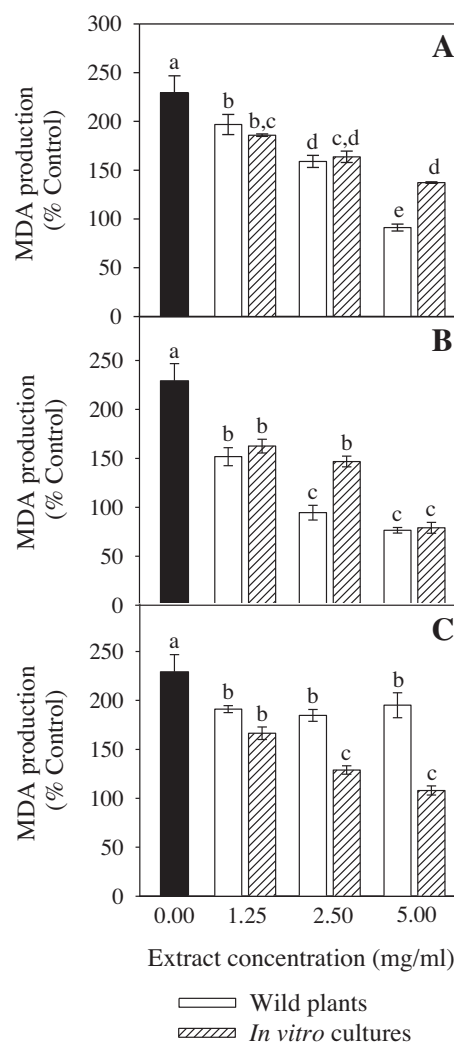 300
A
a
250
b
b,c
200
d
c,d
d
150
e
100
50
0
MDA production
(% Control)
B
a
250
200
b
b
b
150
c
c
c
100
50
0
MDA production
(% Control)
C
a
250
b
b
b
b
200
c
150
c
100
50
0
MDA production
(% Control)
0.00 1.25 2.50 5.00
Extract concentration (mg/ml)
Wild plants
In vitro cultures